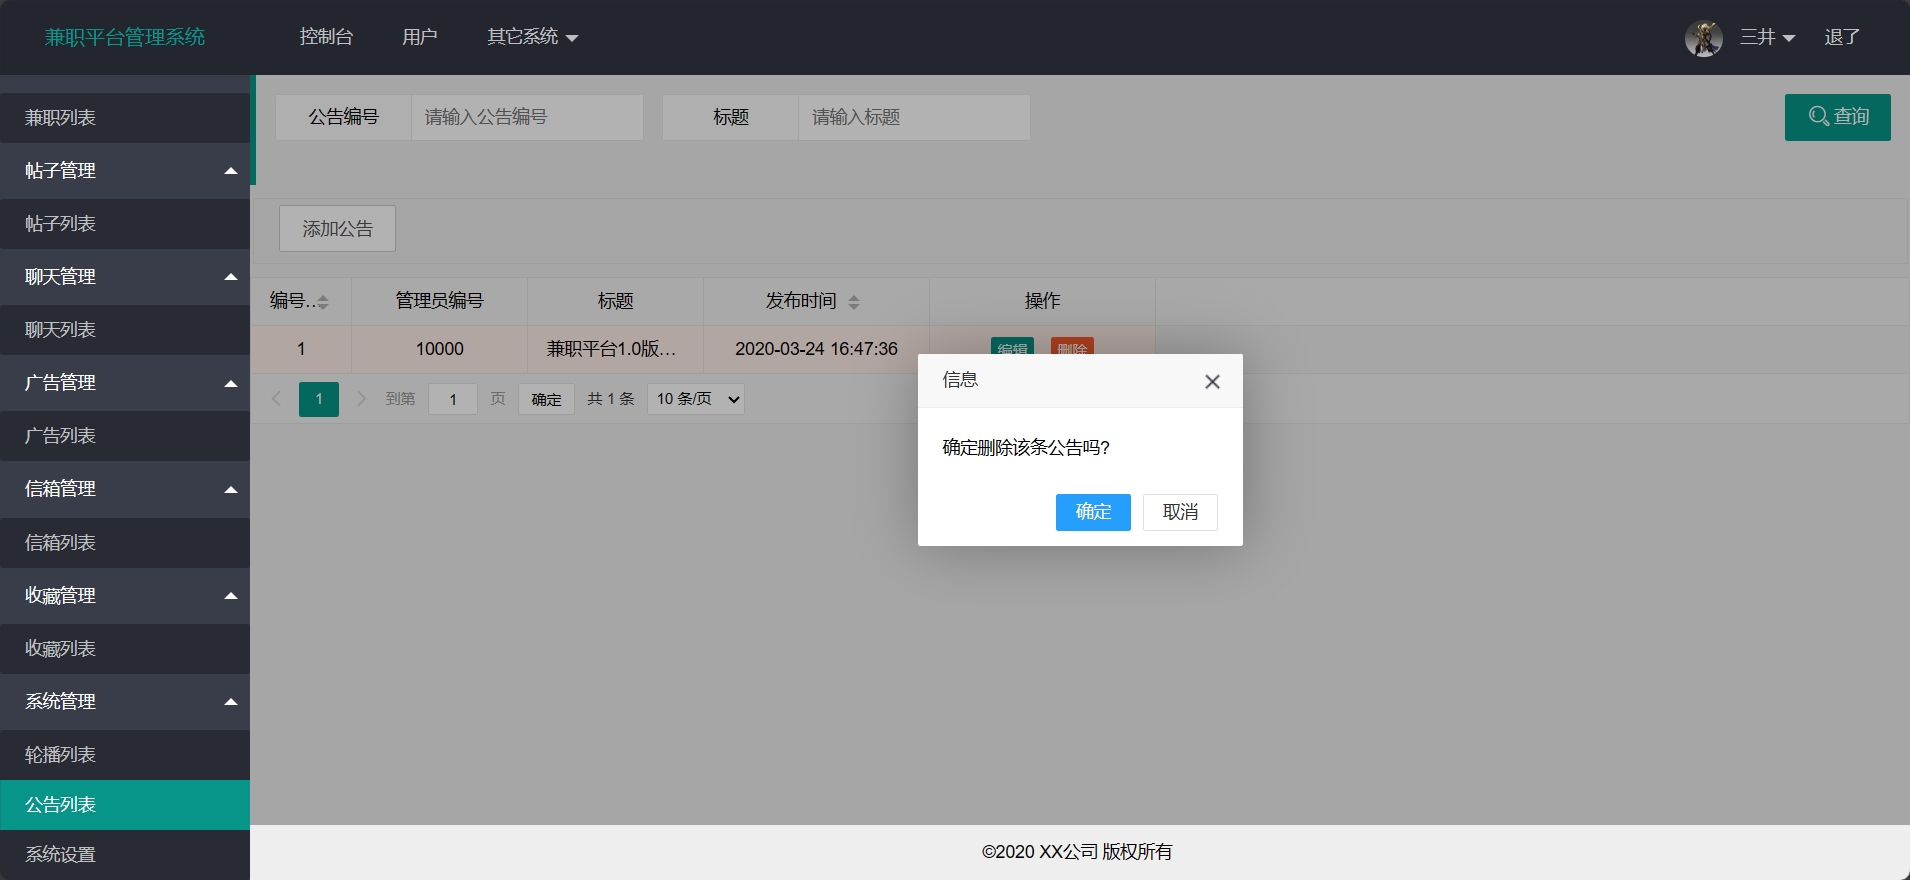 兼职平台管理系统 控制台 用户 其它系统 三井 退了
兼职列表
帖子管理
帖子列表
聊天管理
聊天列表
广告管理
广告列表
信箱管理
信箱列表
收藏管理
收藏列表
系统管理
轮播列表
公告列表
系统设置
公告编号 请输入公告编号 标题 请输入标题 查询
添加公告
编号... 管理员编号 标题 发布时间 操作
1 10000 兼职平台1.0版... 2020-03-24 16:47:36 编辑 删除
1 到第 1 页 确定 共 1 条 10 条/页
信息
确定删除该条公告吗?
确定 取消
©2020 XX公司 版权所有